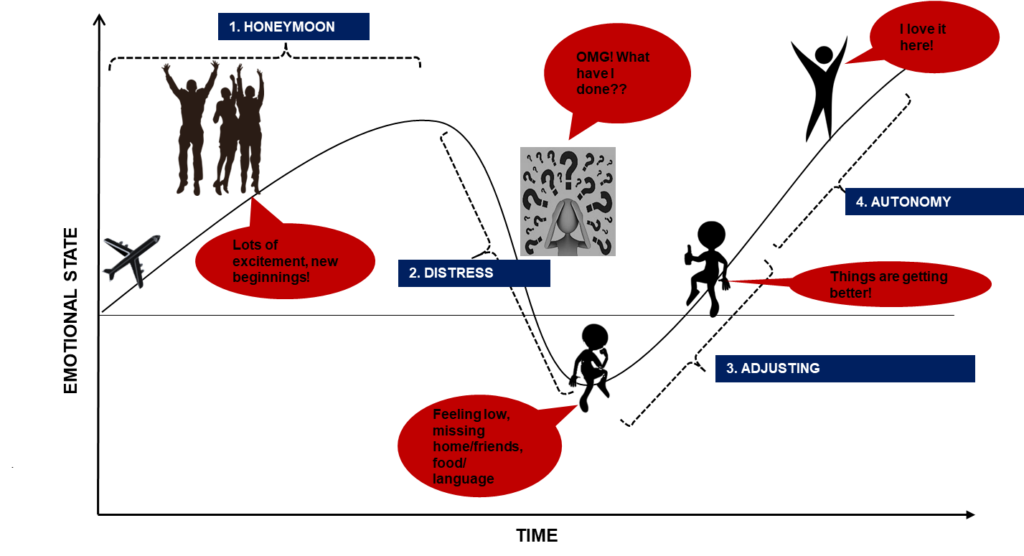 1. HONEYMOON
I love it
here!
OMG! What
have I
done??
4. AUTONOMY
Lots of
excitement, new
beginnings!
2. DISTRESS
Things are getting
better!
EMOTIONAL STATE
3. ADJUSTING
Feeling low,
missing
home/friends,
food/
language
TIME